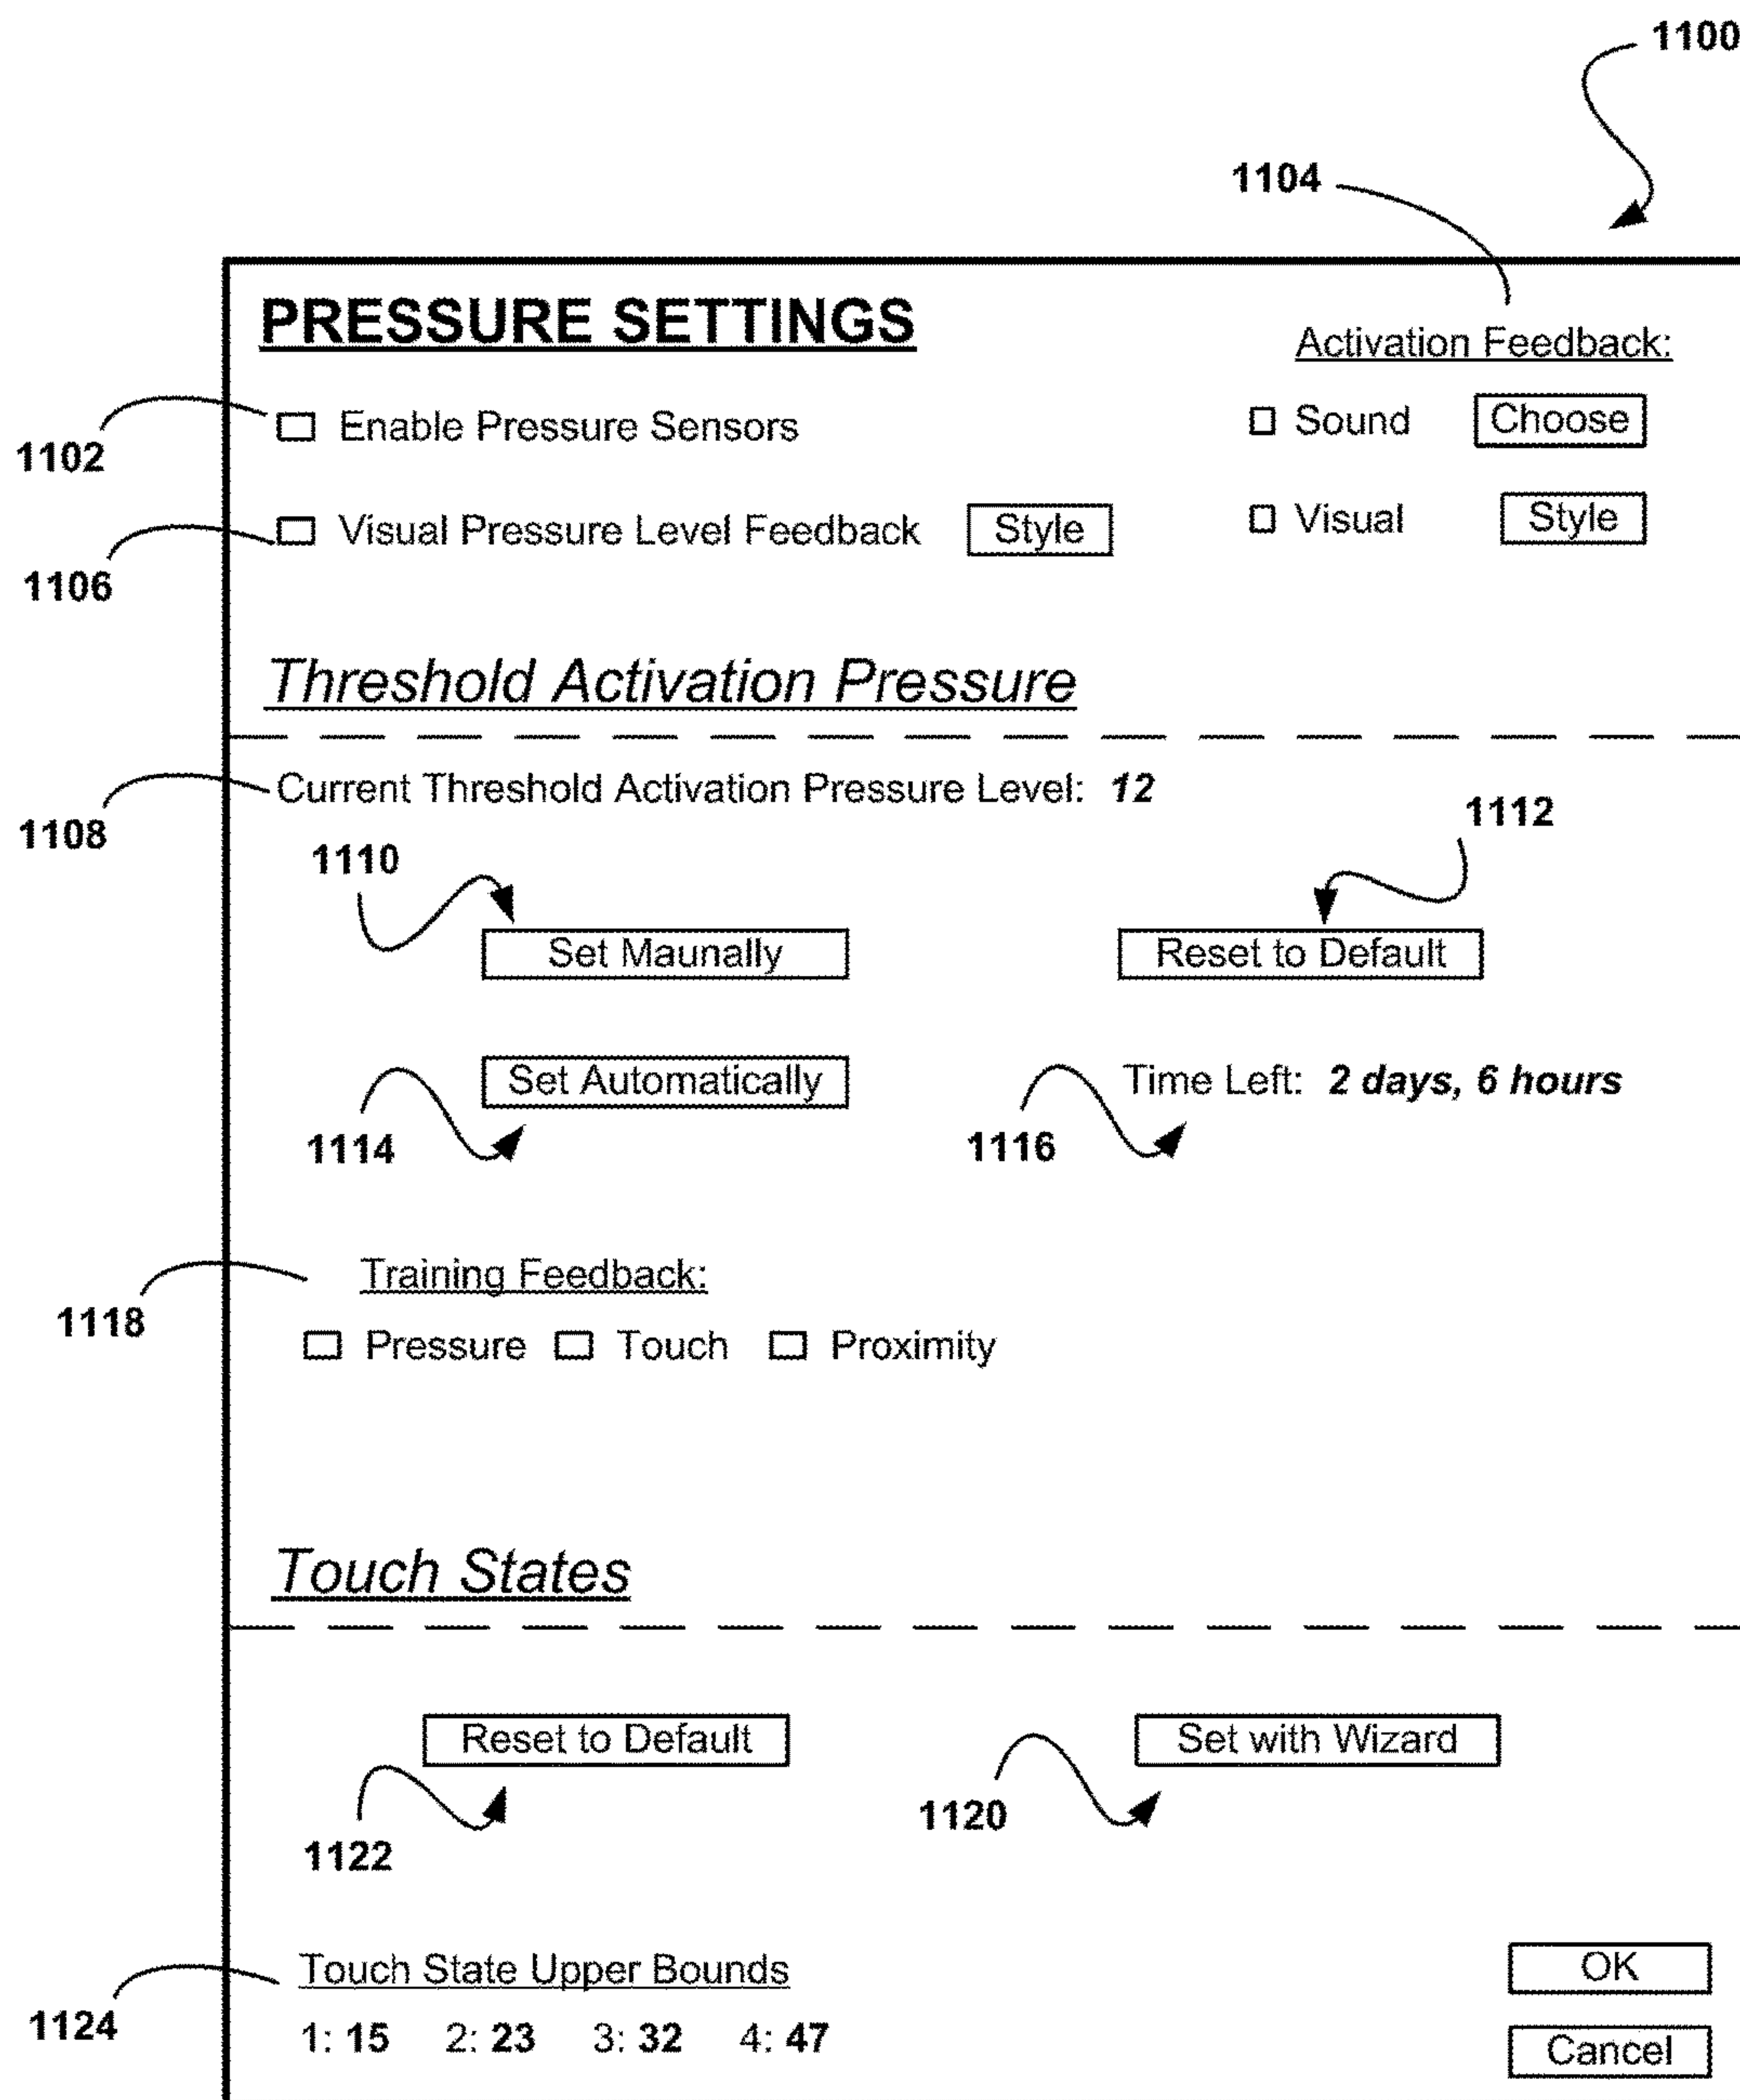 1100
1104
PRESSURE SETTINGS
Activation Feedback:
1102
Enable Pressure Sensors
Sound
Choose
1106
Visual Pressure Level Feedback
Style
Visual
Style
Threshold Activation Pressure
1108
Current Threshold Activation Pressure Level: 12
1110
1112
Set Maunally
Reset to Default
Set Automatically
Time Left: 2 days, 6 hours
1114
1116
1118
Training Feedback:
Pressure
Touch
Proximity
Touch States
Reset to Default
Set with Wizard
1122
1120
1124
Touch State Upper Bounds
1: 15 2: 23 3: 32 4: 47
OK
Cancel